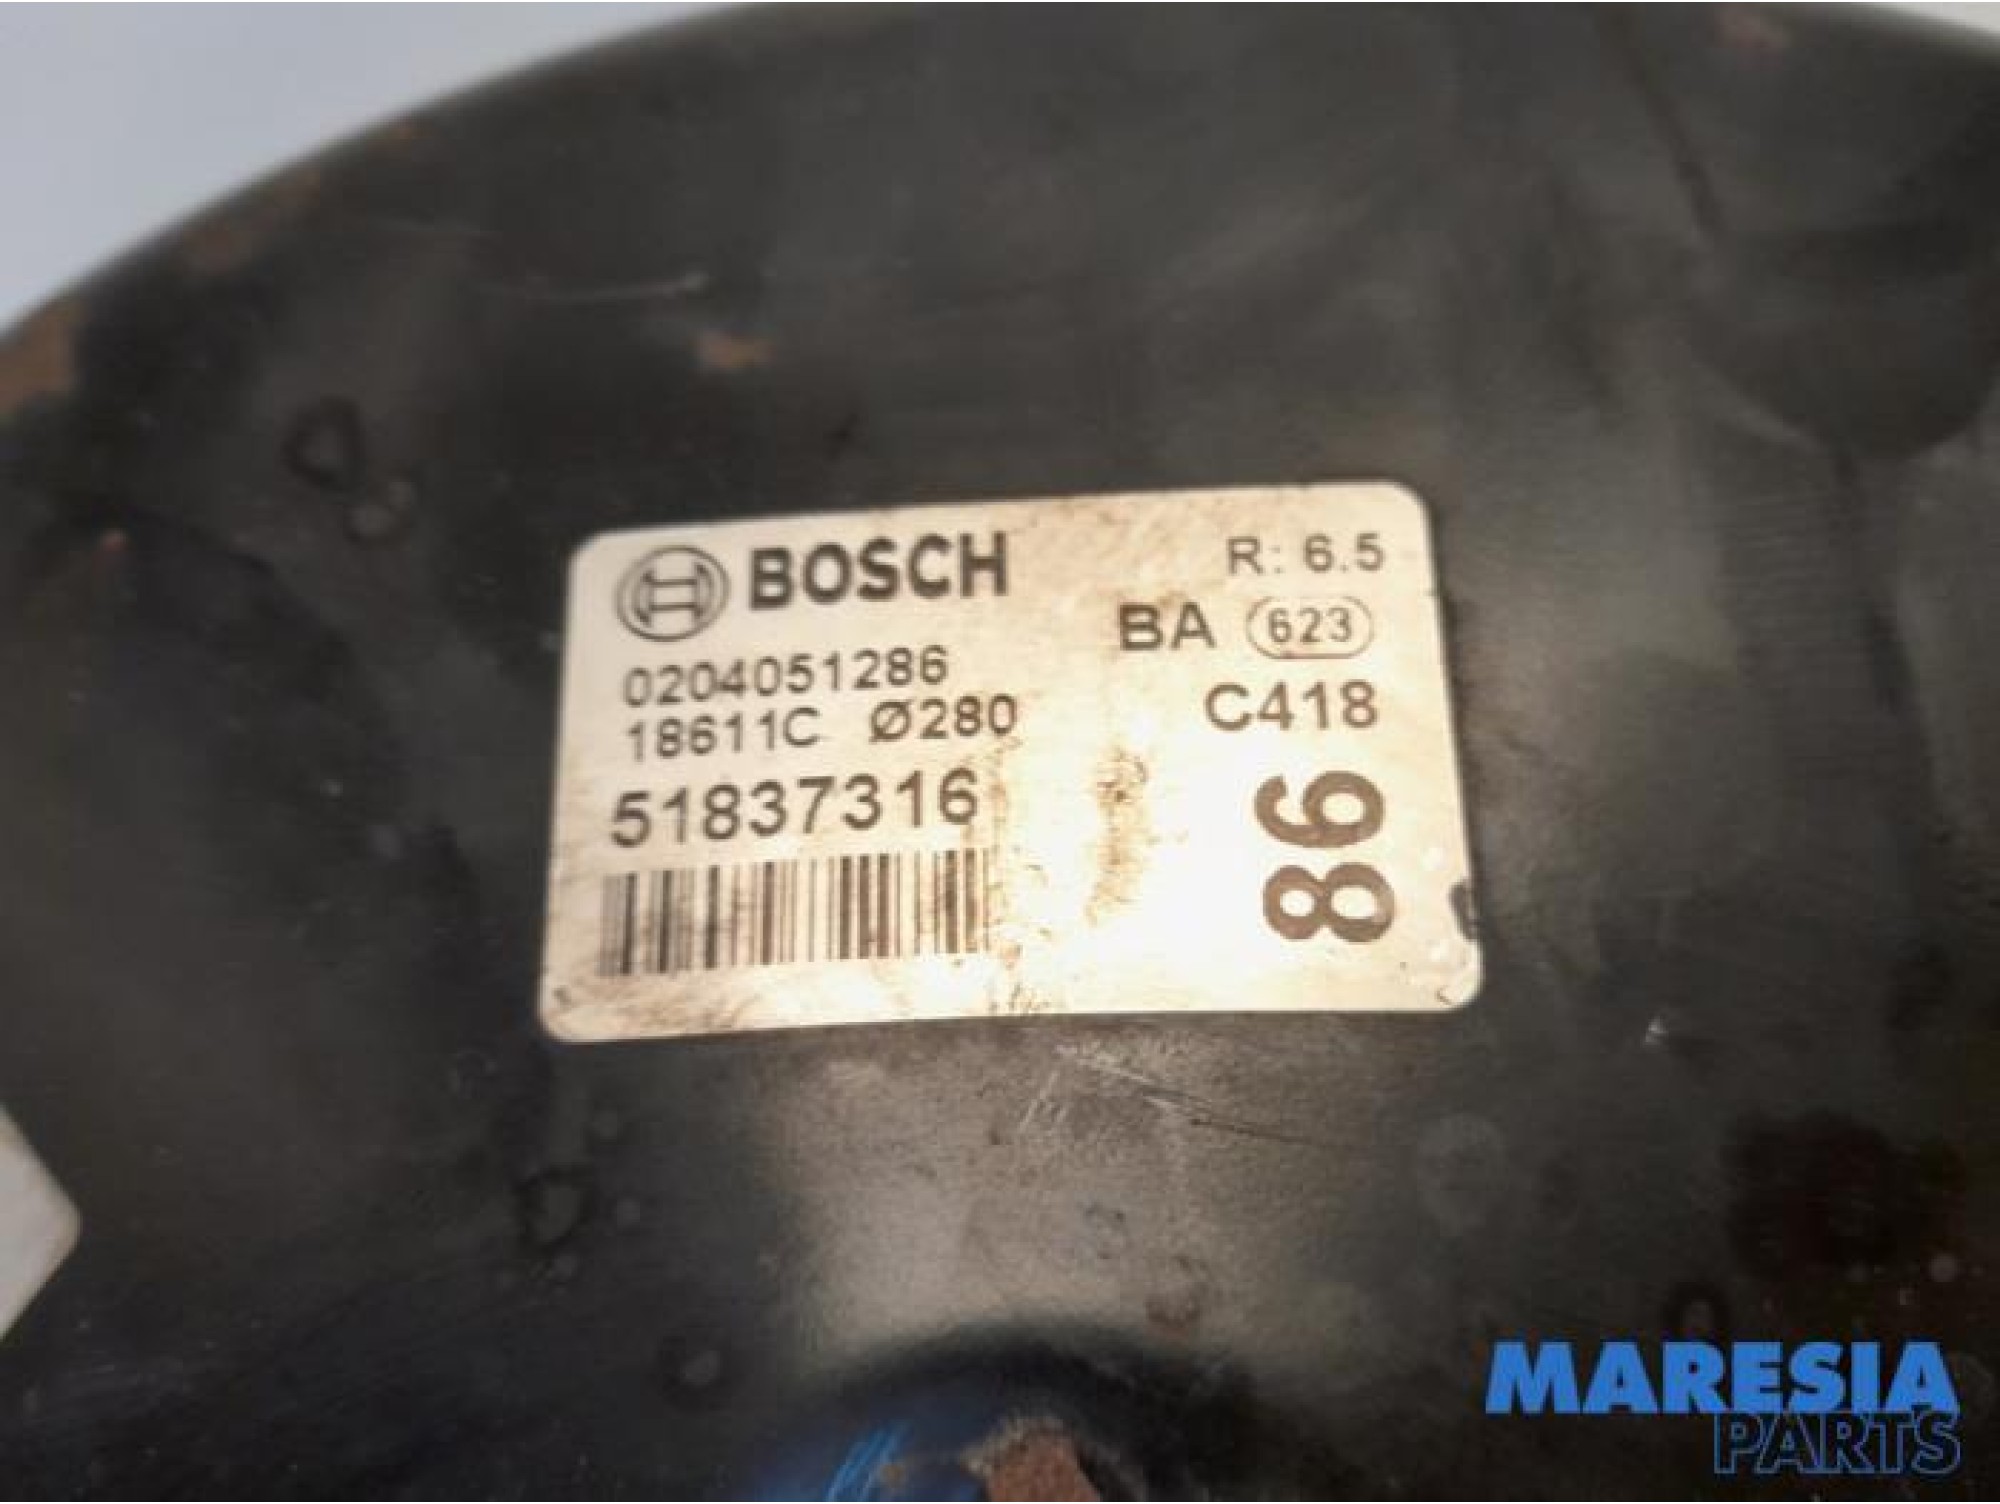 BOSCH
R: 6.5
BA 623
0204051286
18611C Ø280
C418
51837316
86
MARESIA
PARTS